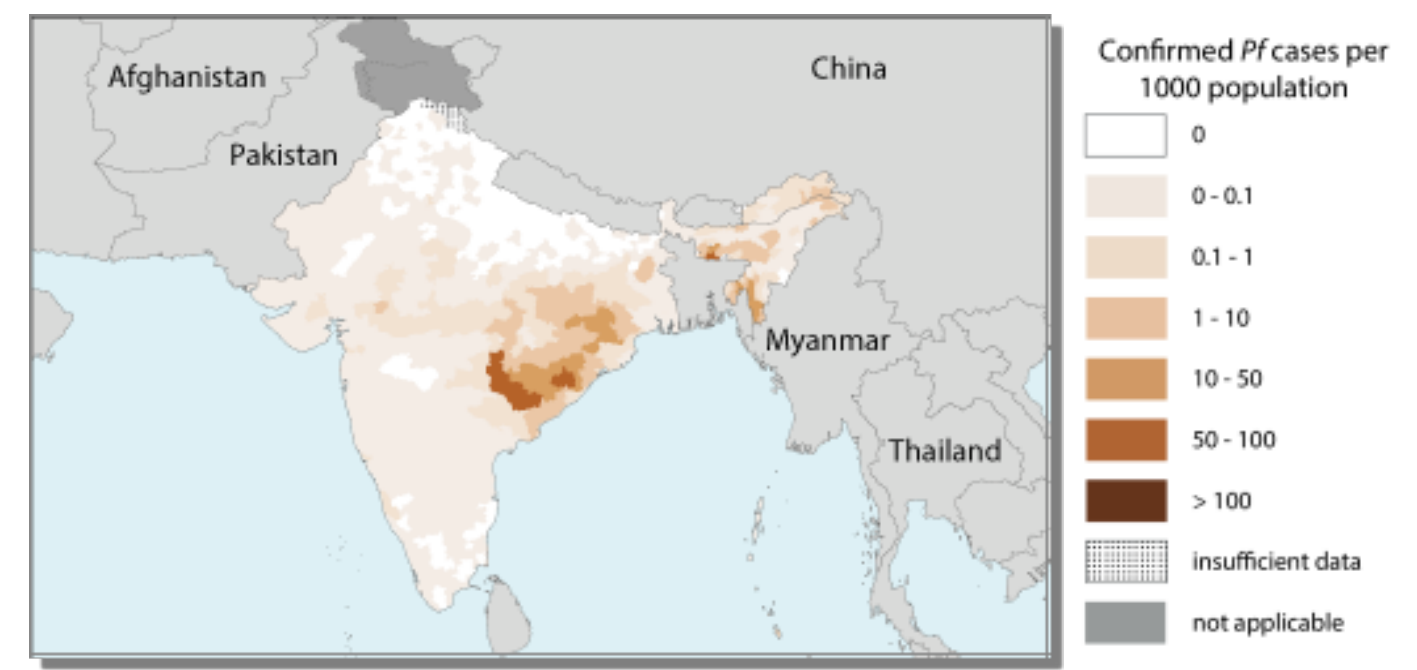 Afghanistan
China
Pakistan
Myanmar
Thailand
Confirmed Pf cases per
1000 population
0
0 - 0.1
0.1 - 1
1 - 10
10 - 50
50 - 100
> 100
insufficient data
not applicable